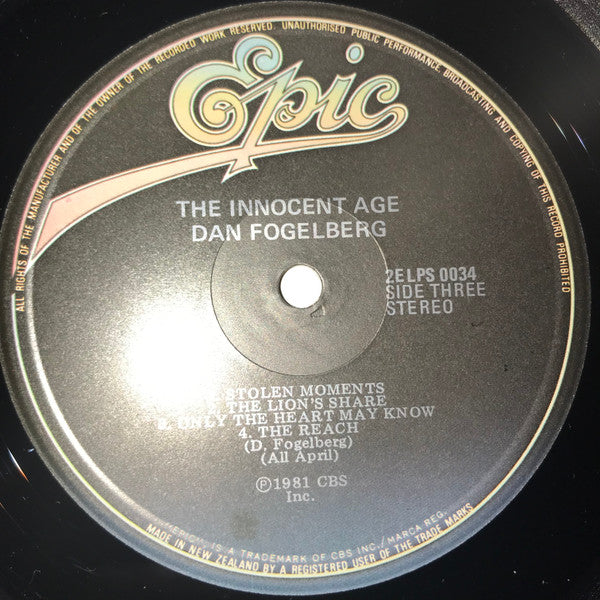 ALL RIGHTS OF THE MANUFACTURER AND OF THE OWNER OF THE RECORDED WORK RESERVED. UNAUTHORISED PUBLIC PERFORMANCE, BROADCASTING AND COPYING OF THIS RECORD PROHIBITED
Epic
THE INNOCENT AGE
DAN FOGELBERG
2ELPS 0034
SIDE THREE
STEREO
STOLEN MOMENTS
THE LION'S SHARE
3. ONLY THE HEART MAY KNOW
4. THE REACH
(D. Fogelberg)
(All April)
Ⓟ1981 CBS
Inc.
IS A TRADEMARK OF CBS INC./MARCA REG.
MADE IN NEW ZEALAND BY A REGISTERED USER OF THE TRADE MARKS